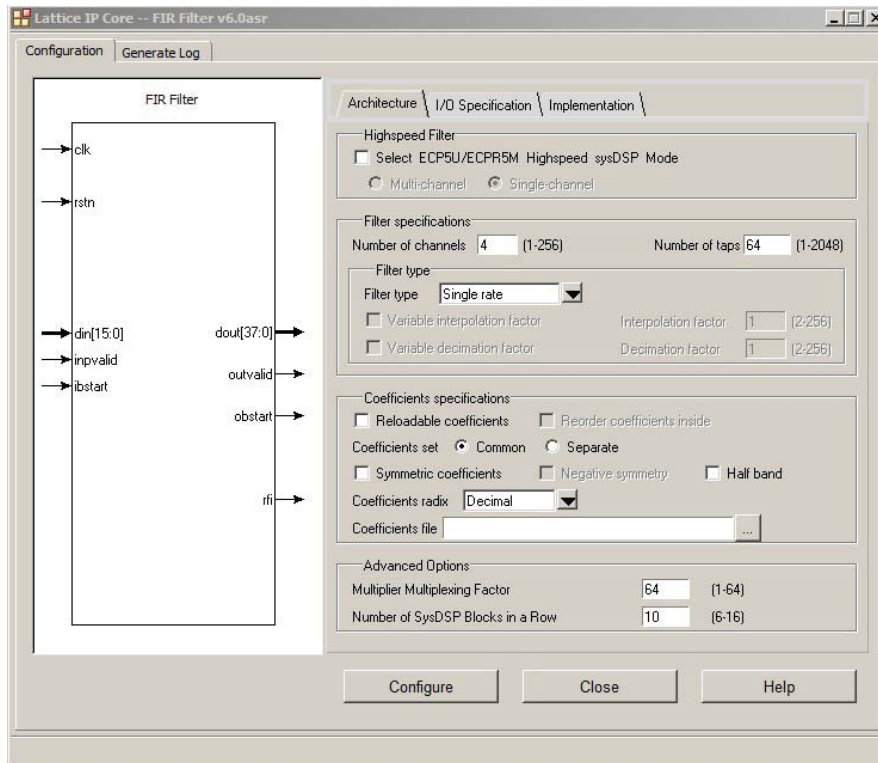 Lattice IP Core -- FIR Filter v6.0asr
Configuration Generate Log
FIR Filter
clk
rstn
din[15:0] dout[37:0]
inpvalid
outvalid
ibstart
obstart
rfi
Architecture I/O Specification Implementation
Highspeed Filter
Select ECP5U/ECPR5M Highspeed sysDSP Mode
Multi-channel Single-channel
Filter specifications
Number of channels 4 (1-256) Number of taps 64 (1-2048)
Filter type
Filter type Single rate
Variable interpolation factor Interpolation factor 1 (2-256)
Variable decimation factor Decimation factor 1 (2-256)
Coefficients specifications
Reloadable coefficients Reorder coefficients inside
Coefficients set Common Separate
Symmetric coefficients Negative symmetry Half band
Coefficients radix Decimal
Coefficients file ...
Advanced Options
Multiplier Multiplexing Factor 64 (1-64)
Number of SysDSP Blocks in a Row 10 (6-16)
Configure Close Help